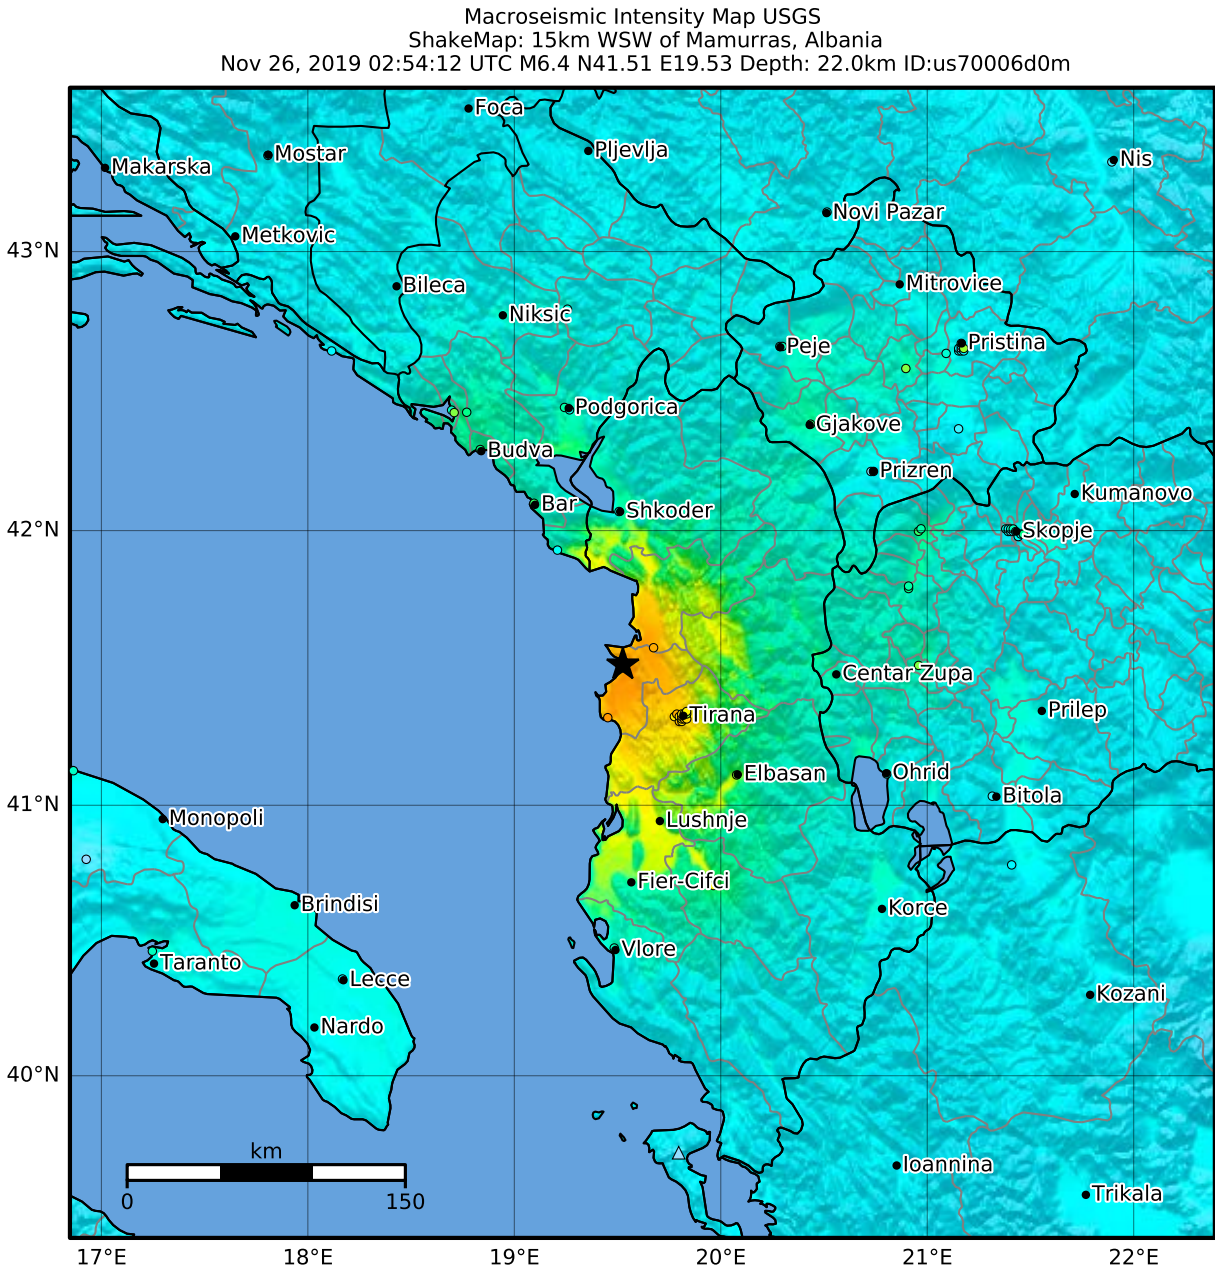 Macroseismic Intensity Map USGS
ShakeMap: 15km WSW of Mamurras, Albania
Nov 26, 2019 02:54:12 UTC M6.4 N41.51 E19.53 Depth: 22.0km ID:us70006d0m
Foca
Pljevlja
Mostar
Makarska
Nis
Novi Pazar
Metkovic
43°N
Bileca
Mitrovice
Niksic
Pristina
Peje
Podgorica
Gjakove
Budva
Prizren
Kumanovo
Bar
Shkoder
42°N
Skopje
Centar Zupa
Prilep
Tirana
Elbasan
Ohrid
Bitola
41°N
Monopoli
Lushnje
Fier-Cifci
Brindisi
Korce
Vlore
Taranto
Lecce
Kozani
Nardo
40°N
km
0
150
Ioannina
Trikala
17°E
18°E
19°E
20°E
21°E
22°E